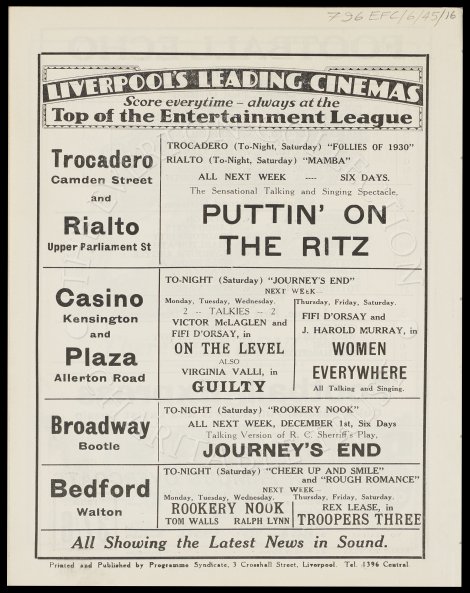 796 EFC/6/45/16
LIVERPOOL'S LEADING CINEMAS
Score everytime – always at the
Top of the Entertainment League
Trocadero
Camden Street
and
Rialto
Upper Parliament St
TROCADERO (To-Night, Saturday) "FOLLIES OF 1930"
RIALTO (To-Night, Saturday) "MAMBA"
ALL NEXT WEEK ---- SIX DAYS.
The Sensational Talking and Singing Spectacle,
PUTTIN' ON
THE RITZ
Casino
Kensington
and
Plaza
Allerton Road
TO-NIGHT (Saturday) "JOURNEY'S END"
NEXT WEEK
Monday, Tuesday, Wednesday.
2 -- TALKIES -- 2
VICTOR McLAGLEN and
FIFI D'ORSAY, in
ON THE LEVEL
ALSO
VIRGINIA VALLI, in
GUILTY
Thursday, Friday, Saturday.
FIFI D'ORSAY and
J. HAROLD MURRAY, in
WOMEN
EVERYWHERE
All Talking and Singing.
Broadway
Bootle
TO-NIGHT (Saturday) "ROOKERY NOOK"
ALL NEXT WEEK, DECEMBER 1st, Six Days
Talking Version of R. C. Sherriff's Play,
JOURNEY'S END
Bedford
Walton
TO-NIGHT (Saturday) "CHEER UP AND SMILE"
and "ROUGH ROMANCE"
NEXT WEEK
Monday, Tuesday, Wednesday.
ROOKERY NOOK
TOM WALLS RALPH LYNN
Thursday, Friday, Saturday.
REX LEASE, in
TROOPERS THREE
All Showing the Latest News in Sound.
Printed and Published by Programme Syndicate, 3 Crosshall Street, Liverpool. Tel. 1396 Central.